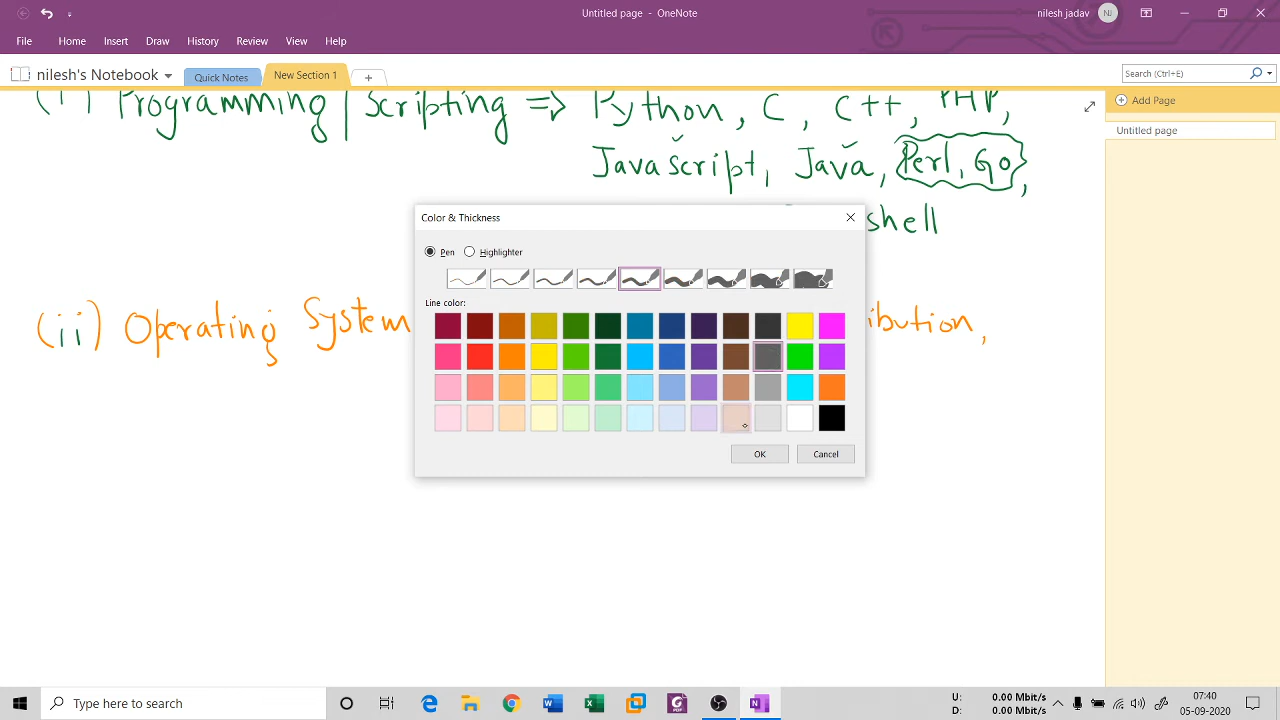 Untitled page - OneNote
nilesh jadav NJ
File Home Insert Draw History Review View Help
nilesh's Notebook Quick Notes New Section 1 +
Search (Ctrl+E)
Add Page
Untitled page
(i) Programming | Scripting => Python, C, C++, PHP,
JavaScript, Java, Perl, Go,
shell
Color & Thickness
Pen Highlighter
Line color:
(ii) Operating System ibution,
OK Cancel
Type here to search
U: 0.00 Mbit/s
D: 0.00 Mbit/s
07:40
05-09-2020